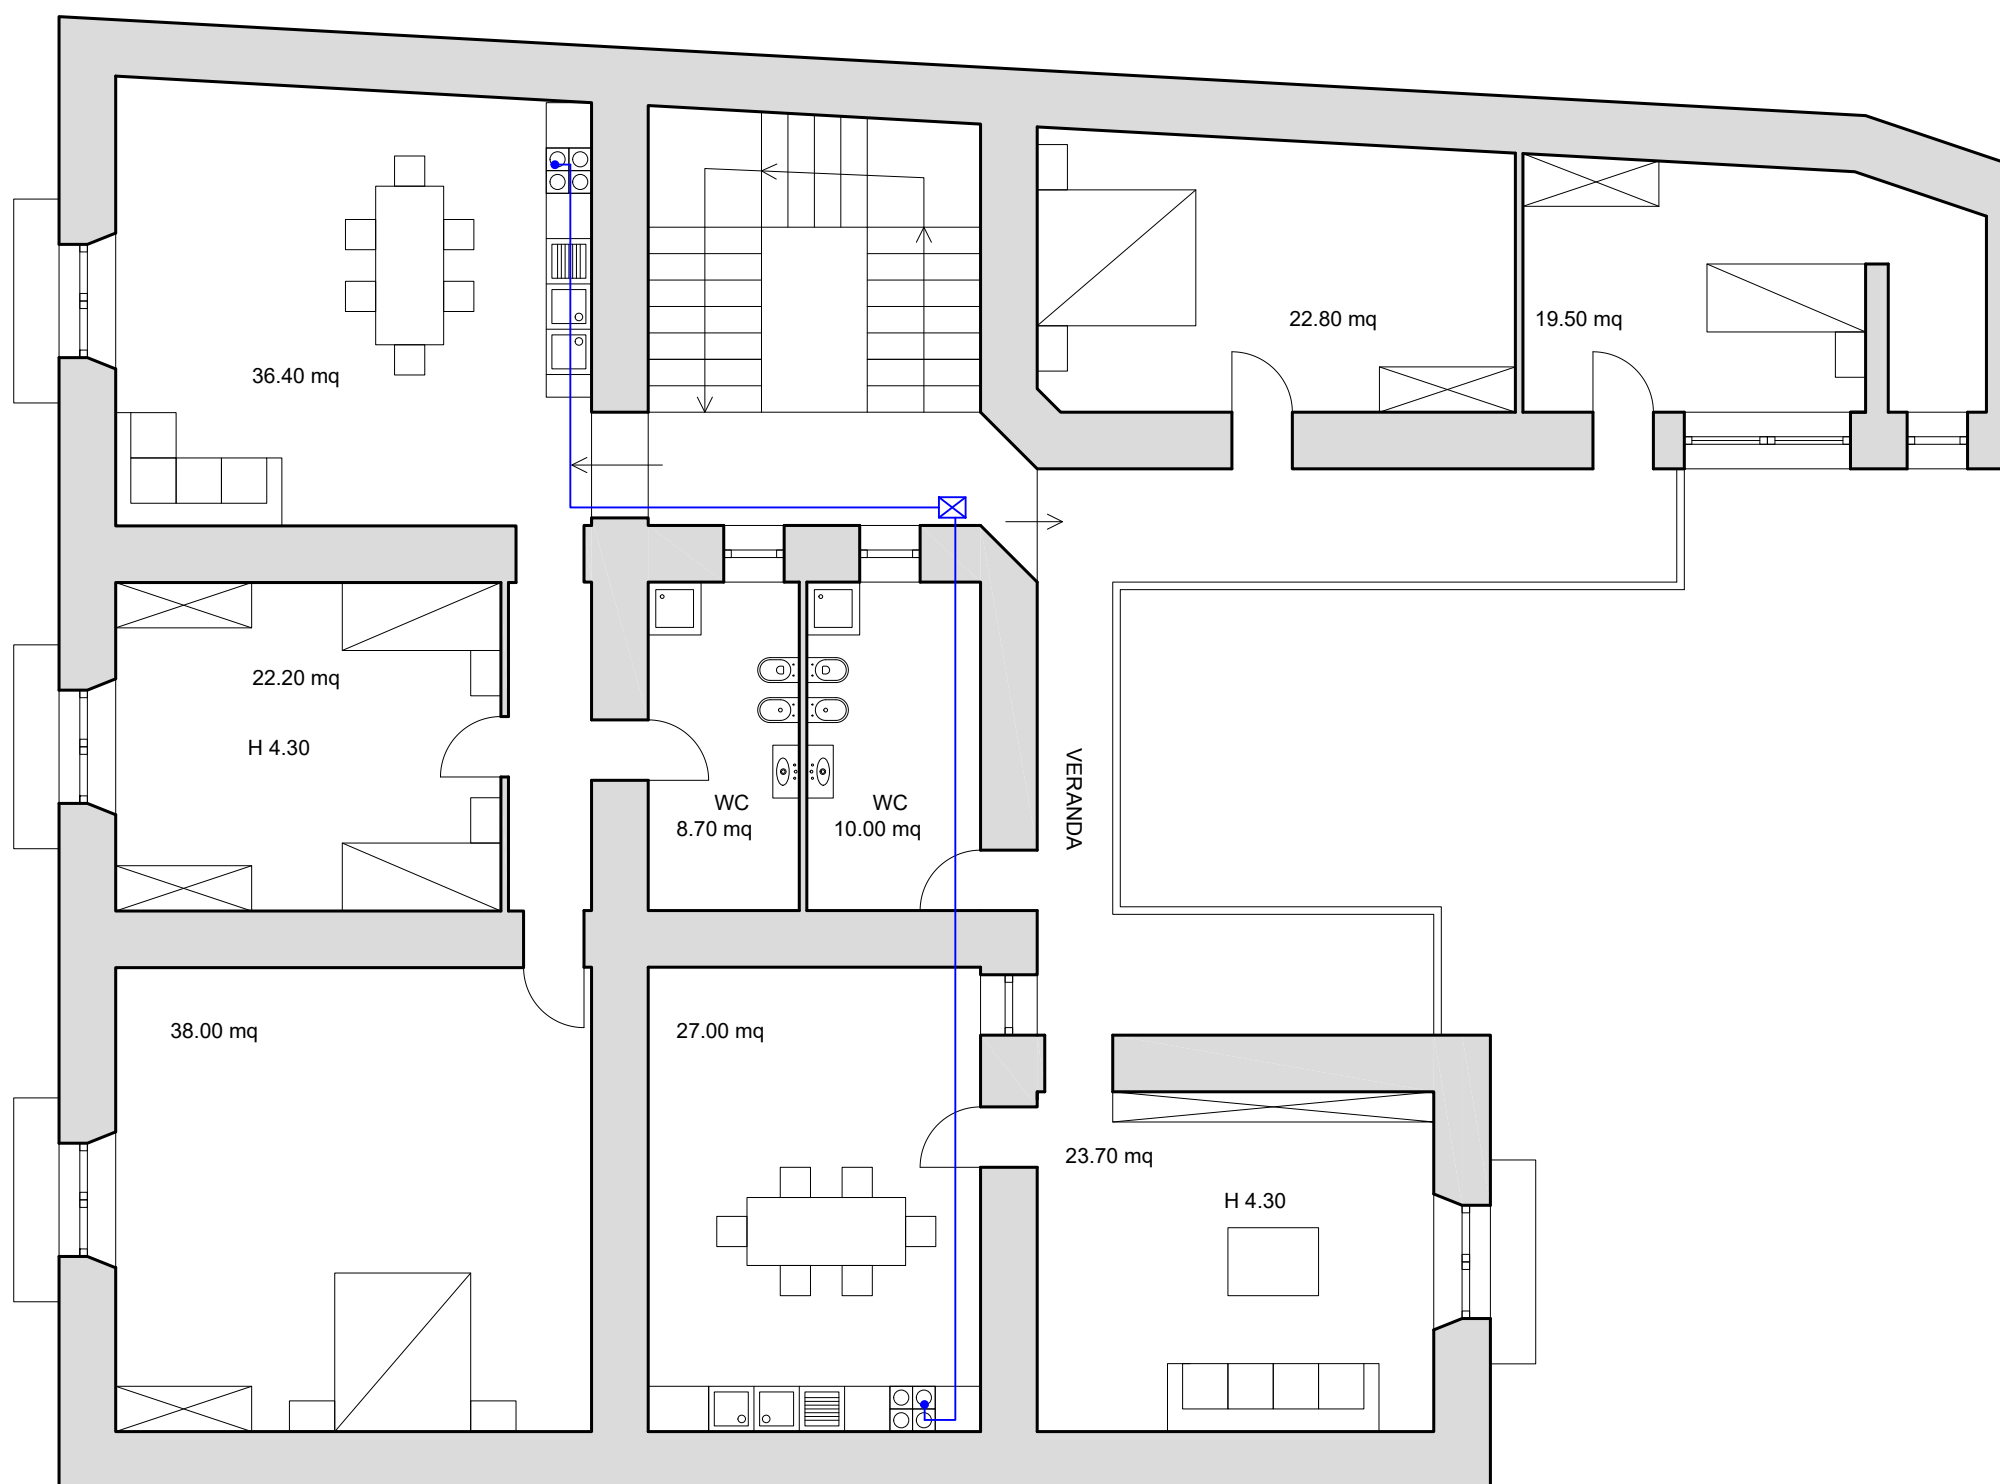 22.80 mq
19.50 mq
36.40 mq
22.20 mq
H 4.30
WC
8.70 mq
WC
10.00 mq
VERANDA
38.00 mq
27.00 mq
23.70 mq
H 4.30